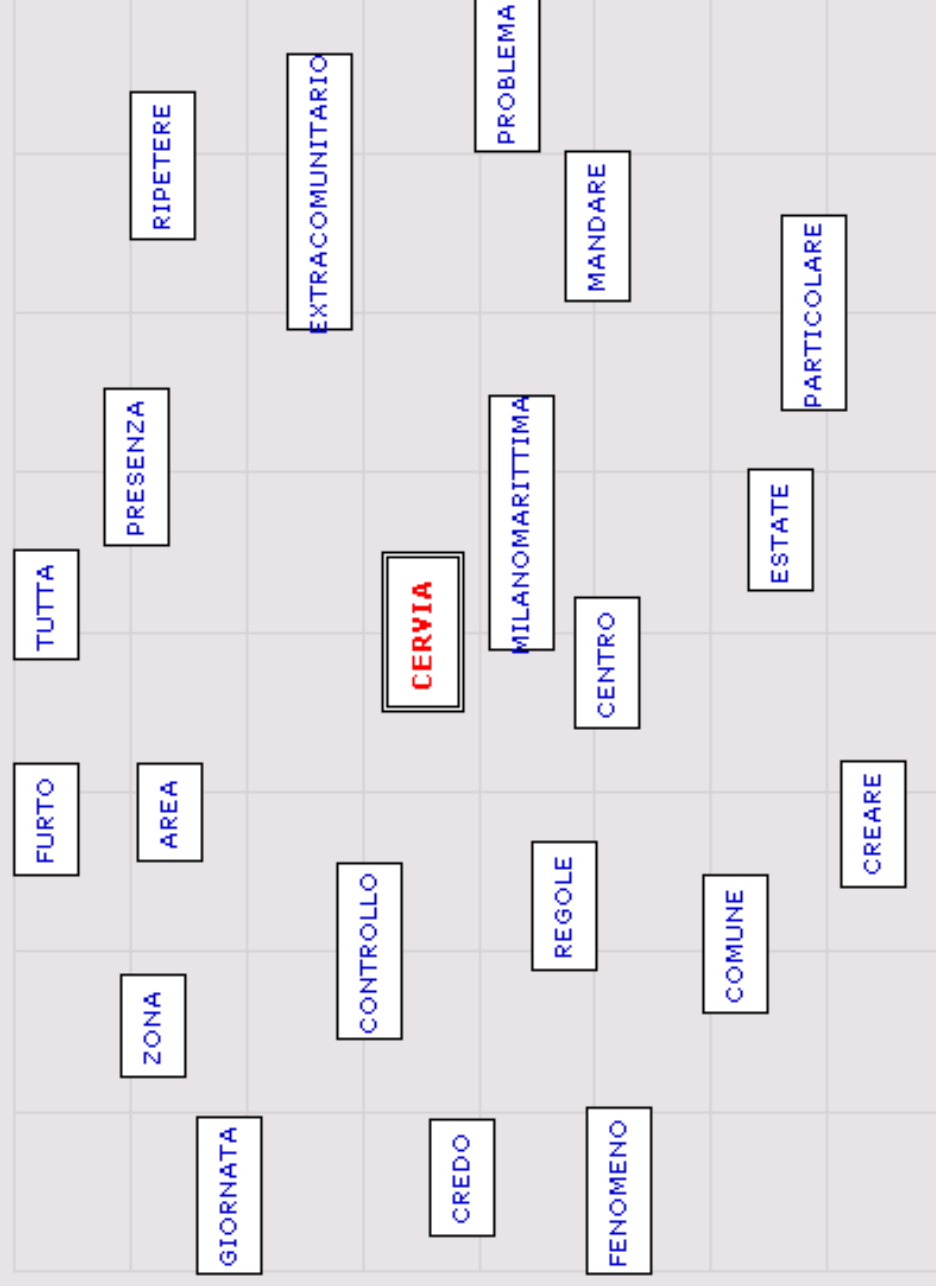 FURTO
TUTTA
PRESENZA
ZONA
RIPETERE
AREA
GIORNATA
EXTRACOMUNITARIO
CONTROLLO
CERVIA
CREDO
PROBLEMA
MILANOMARITTIMA
REGOLE
MANDARE
CENTRO
FENOMENO
COMUNE
ESTATE
PARTICOLARE
CREARE